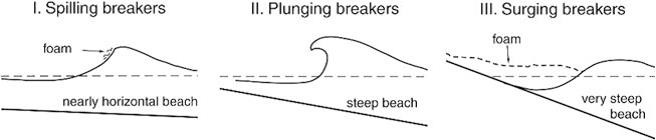 I. Spilling breakers
foam
nearly horizontal beach
II. Plunging breakers
steep beach
III. Surging breakers
foam
very steep
beach